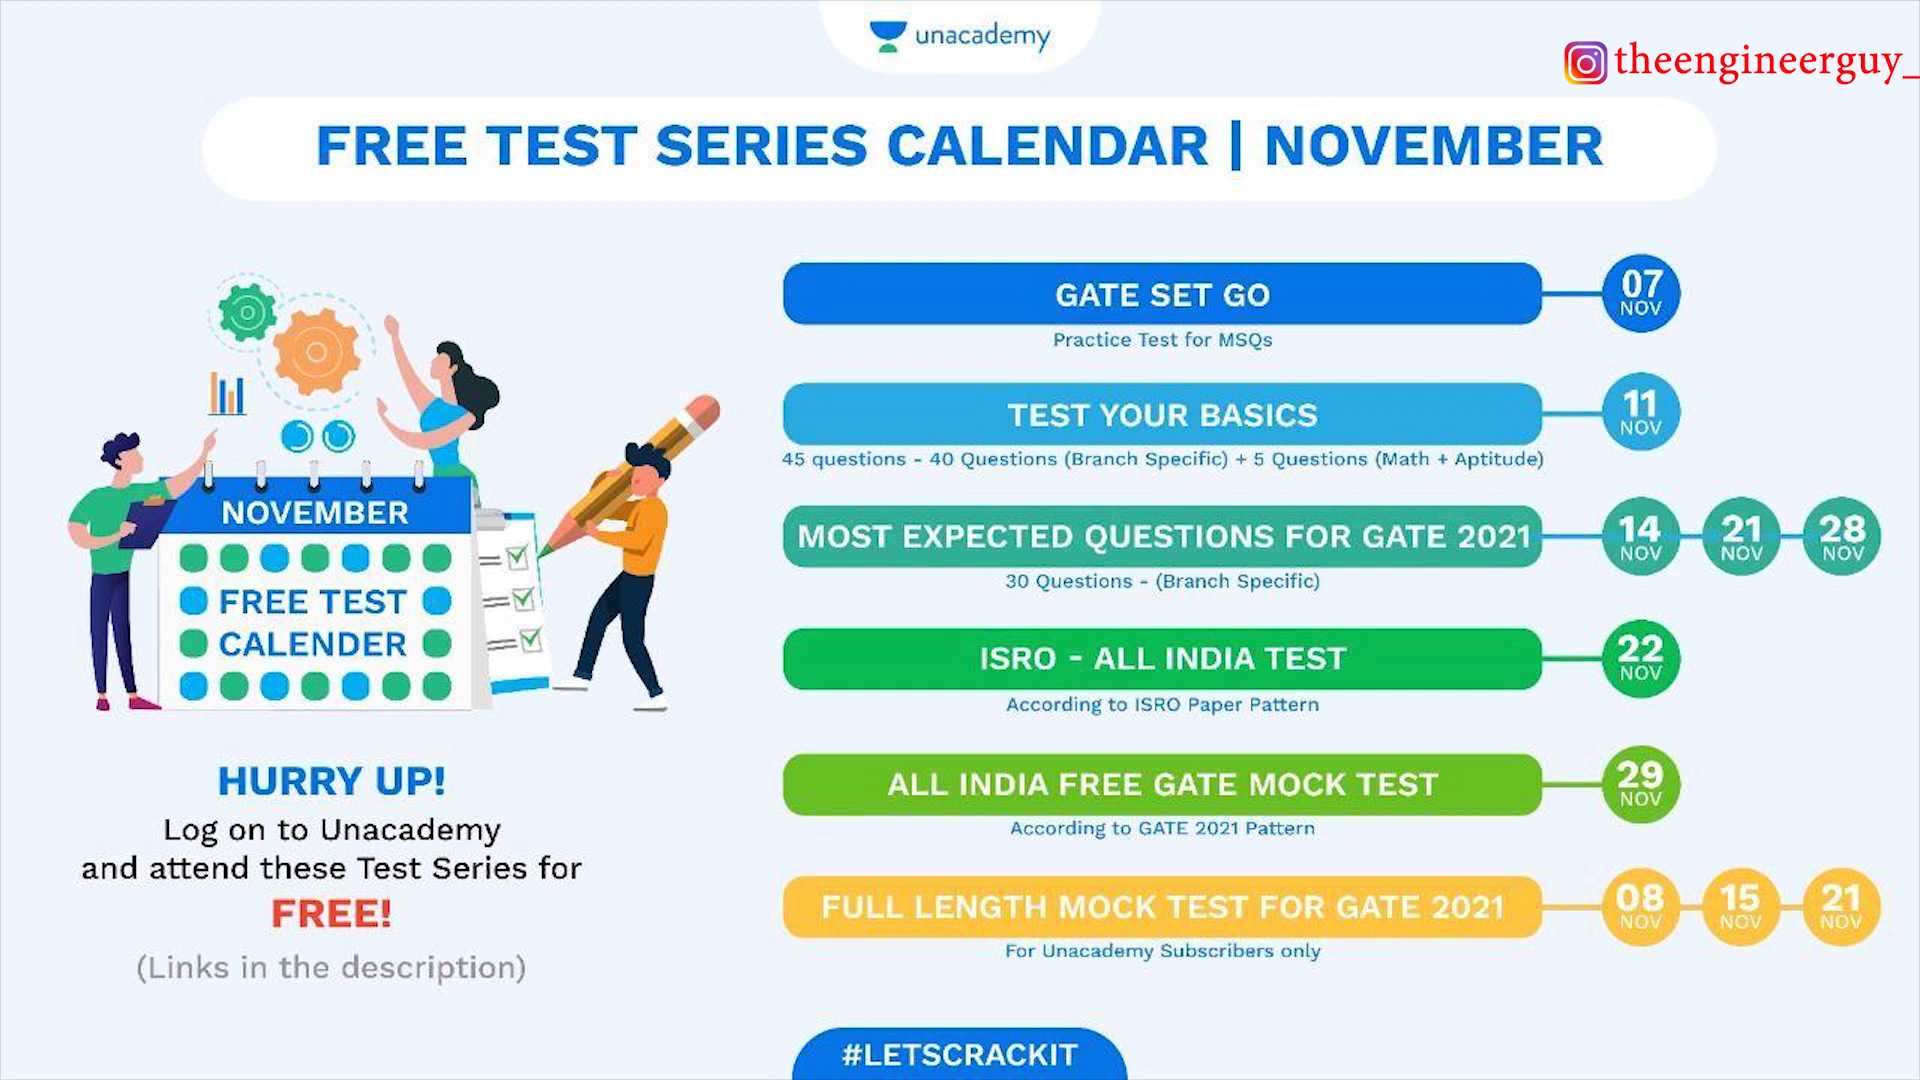 unacademy
theengineerguy_
FREE TEST SERIES CALENDAR | NOVEMBER
NOVEMBER
FREE TEST
CALENDER
HURRY UP!
Log on to Unacademy
and attend these Test Series for
FREE!
(Links in the description)
GATE SET GO
07
NOV
Practice Test for MSQs
TEST YOUR BASICS
11
NOV
45 questions - 40 Questions (Branch Specific) + 5 Questions (Math + Aptitude)
MOST EXPECTED QUESTIONS FOR GATE 2021
14 21 28
NOV NOV NOV
30 Questions - (Branch Specific)
ISRO - ALL INDIA TEST
22
NOV
According to ISRO Paper Pattern
ALL INDIA FREE GATE MOCK TEST
29
NOV
According to GATE 2021 Pattern
FULL LENGTH MOCK TEST FOR GATE 2021
08 15 21
NOV NOV NOV
For Unacademy Subscribers only
#LETSCRACKIT